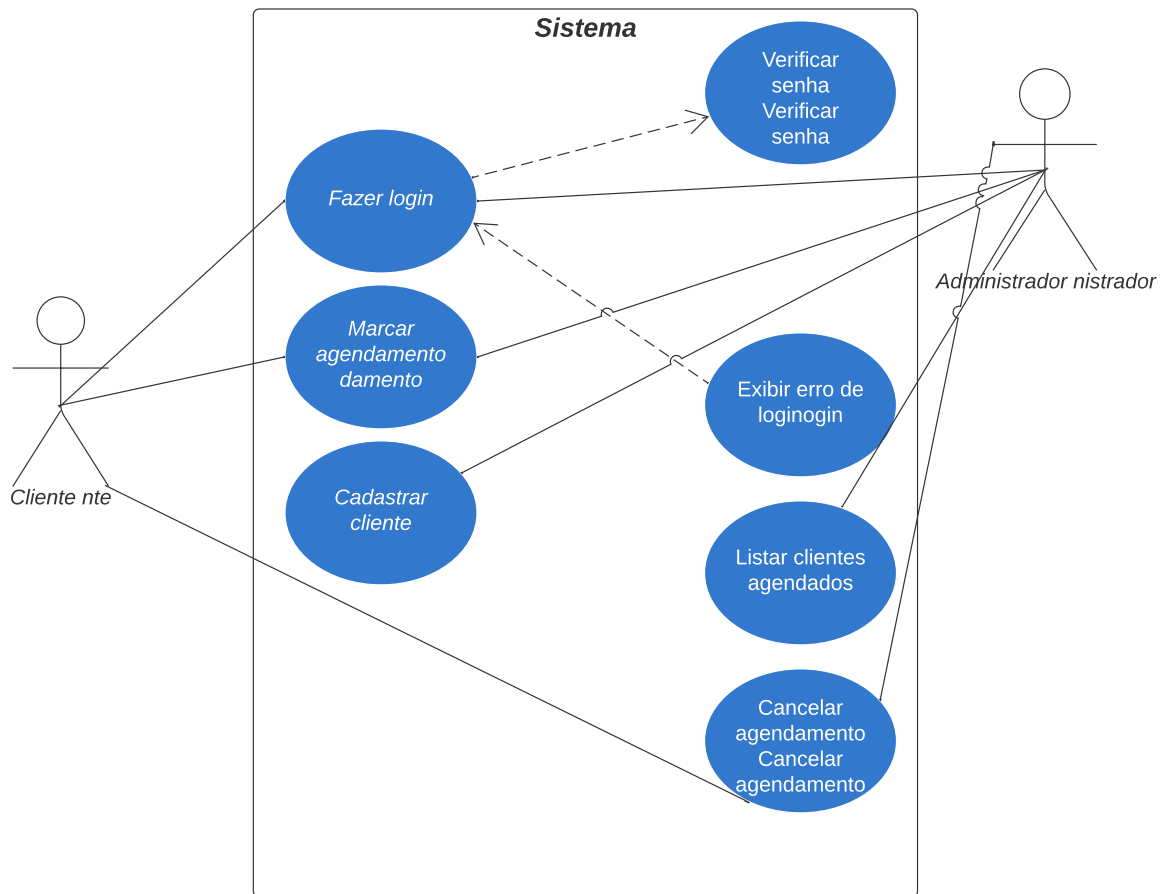 Sistema
Verificar
senha
Verificar
senha
Fazer login
Administrador nistrador
Marcar
agendamento
damento
Exibir erro de
loginogin
Cliente nte
Cadastrar
cliente
Listar clientes
agendados
Cancelar
agendamento
Cancelar
agendamento